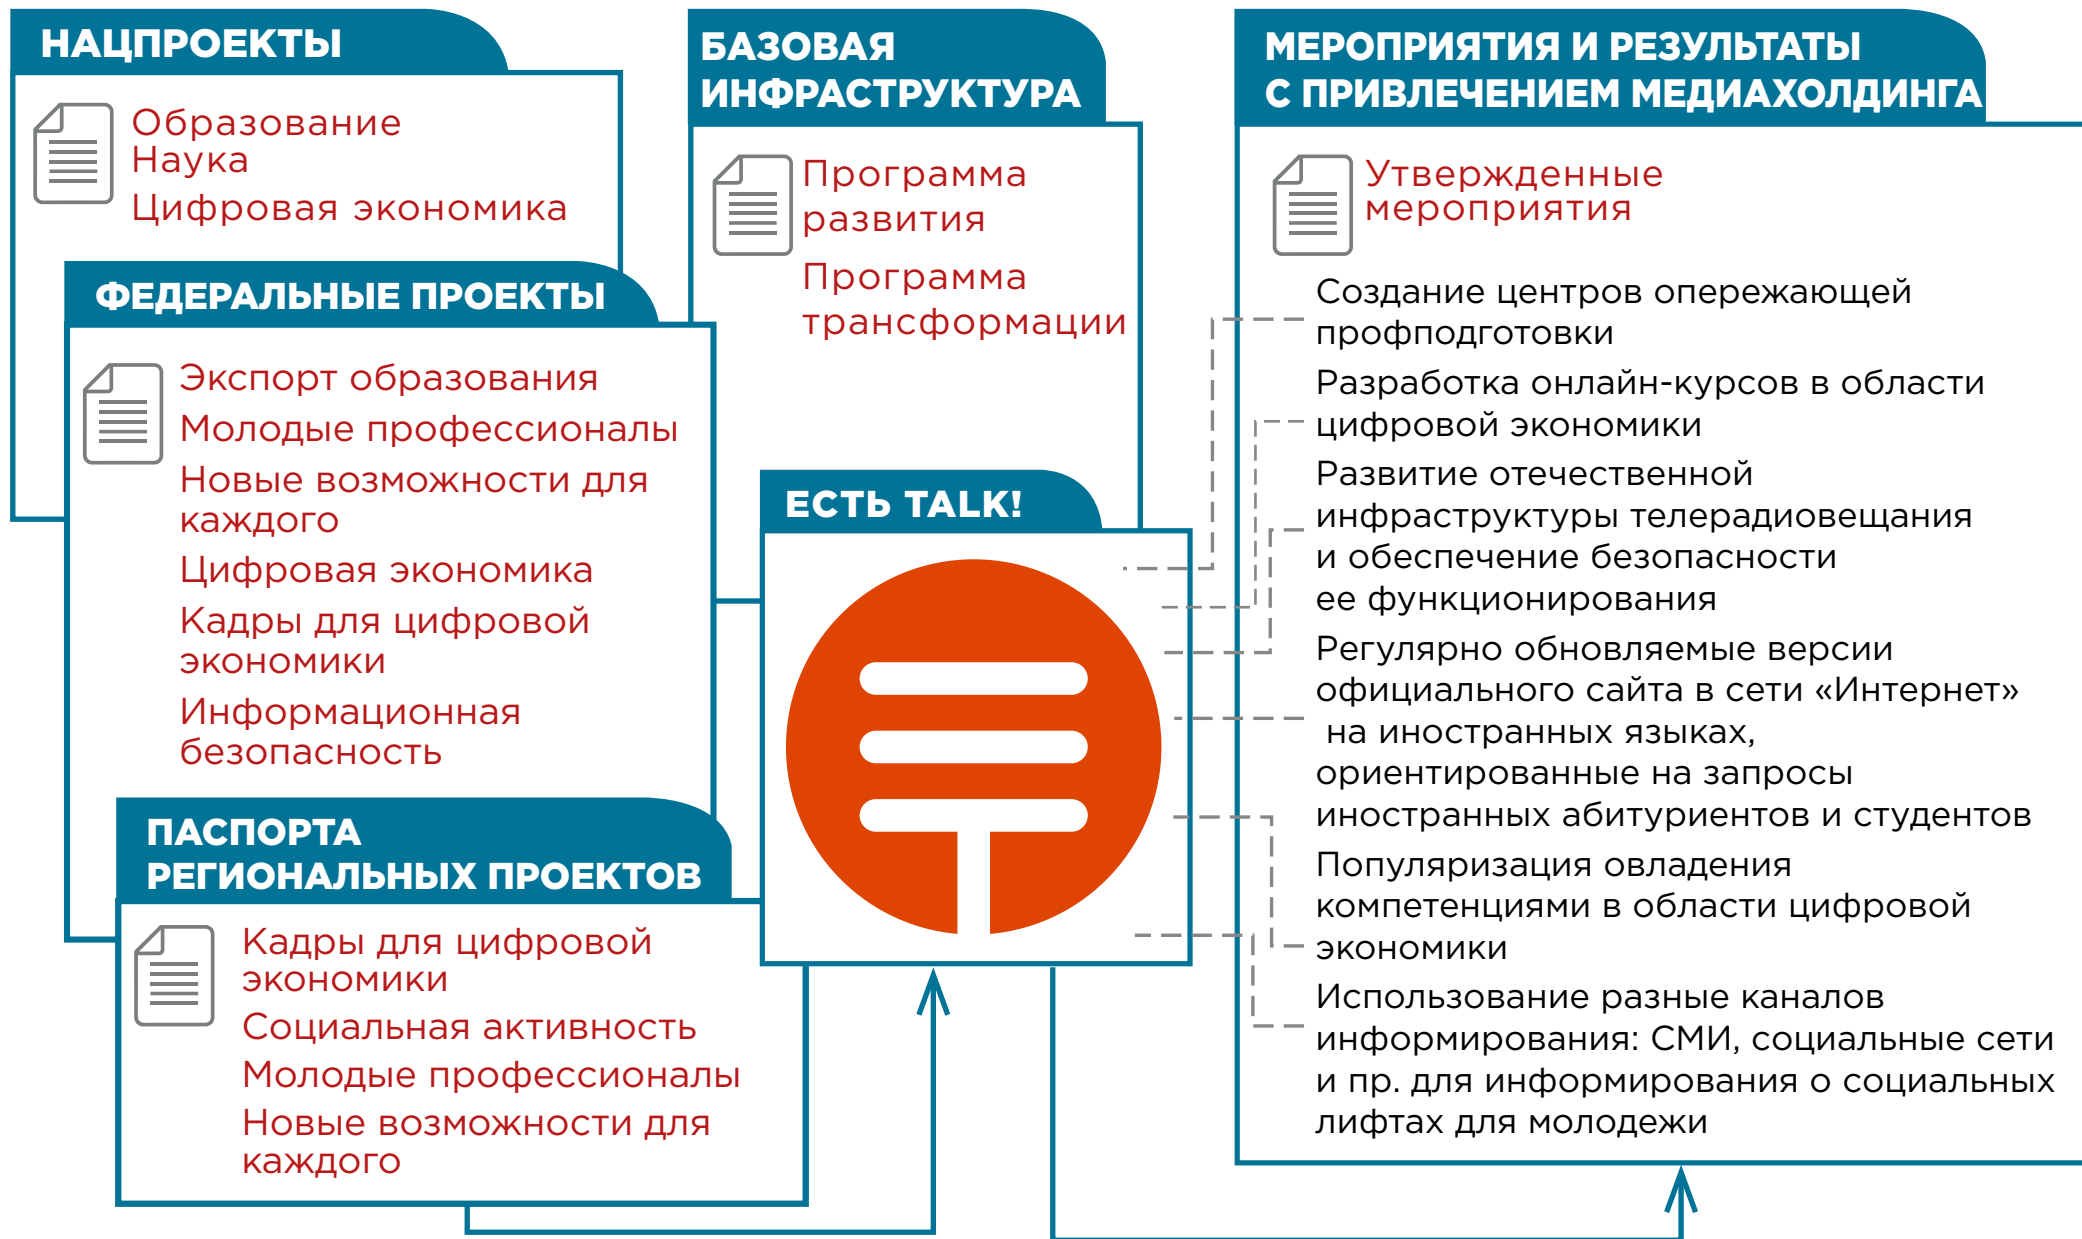 НАЦПРОЕКТЫ
Образование
Наука
Цифровая экономика
ФЕДЕРАЛЬНЫЕ ПРОЕКТЫ
Экспорт образования
Молодые профессионалы
Новые возможности для
каждого
Цифровая экономика
Кадры для цифровой
экономики
Информационная
безопасность
ПАСПОРТА
РЕГИОНАЛЬНЫХ ПРОЕКТОВ
Кадры для цифровой
экономики
Социальная активность
Молодые профессионалы
Новые возможности для
каждого
БАЗОВАЯ
ИНФРАСТРУКТУРА
Программа
развития
Программа
трансформации
ЕСТЬ TALK!
МЕРОПРИЯТИЯ И РЕЗУЛЬТАТЫ
С ПРИВЛЕЧЕНИЕМ МЕДИАХОЛДИНГА
Утвержденные
мероприятия
Создание центров опережающей
профподготовки
Разработка онлайн-курсов в области
цифровой экономики
Развитие отечественной
инфраструктуры телерадиовещания
и обеспечение безопасности
ее функционирования
Регулярно обновляемые версии
официального сайта в сети «Интернет»
на иностранных языках,
ориентированные на запросы
иностранных абитуриентов и студентов
Популяризация овладения
компетенциями в области цифровой
экономики
Использование разные каналов
информирования: СМИ, социальные сети
и пр. для информирования о социальных
лифтах для молодежи